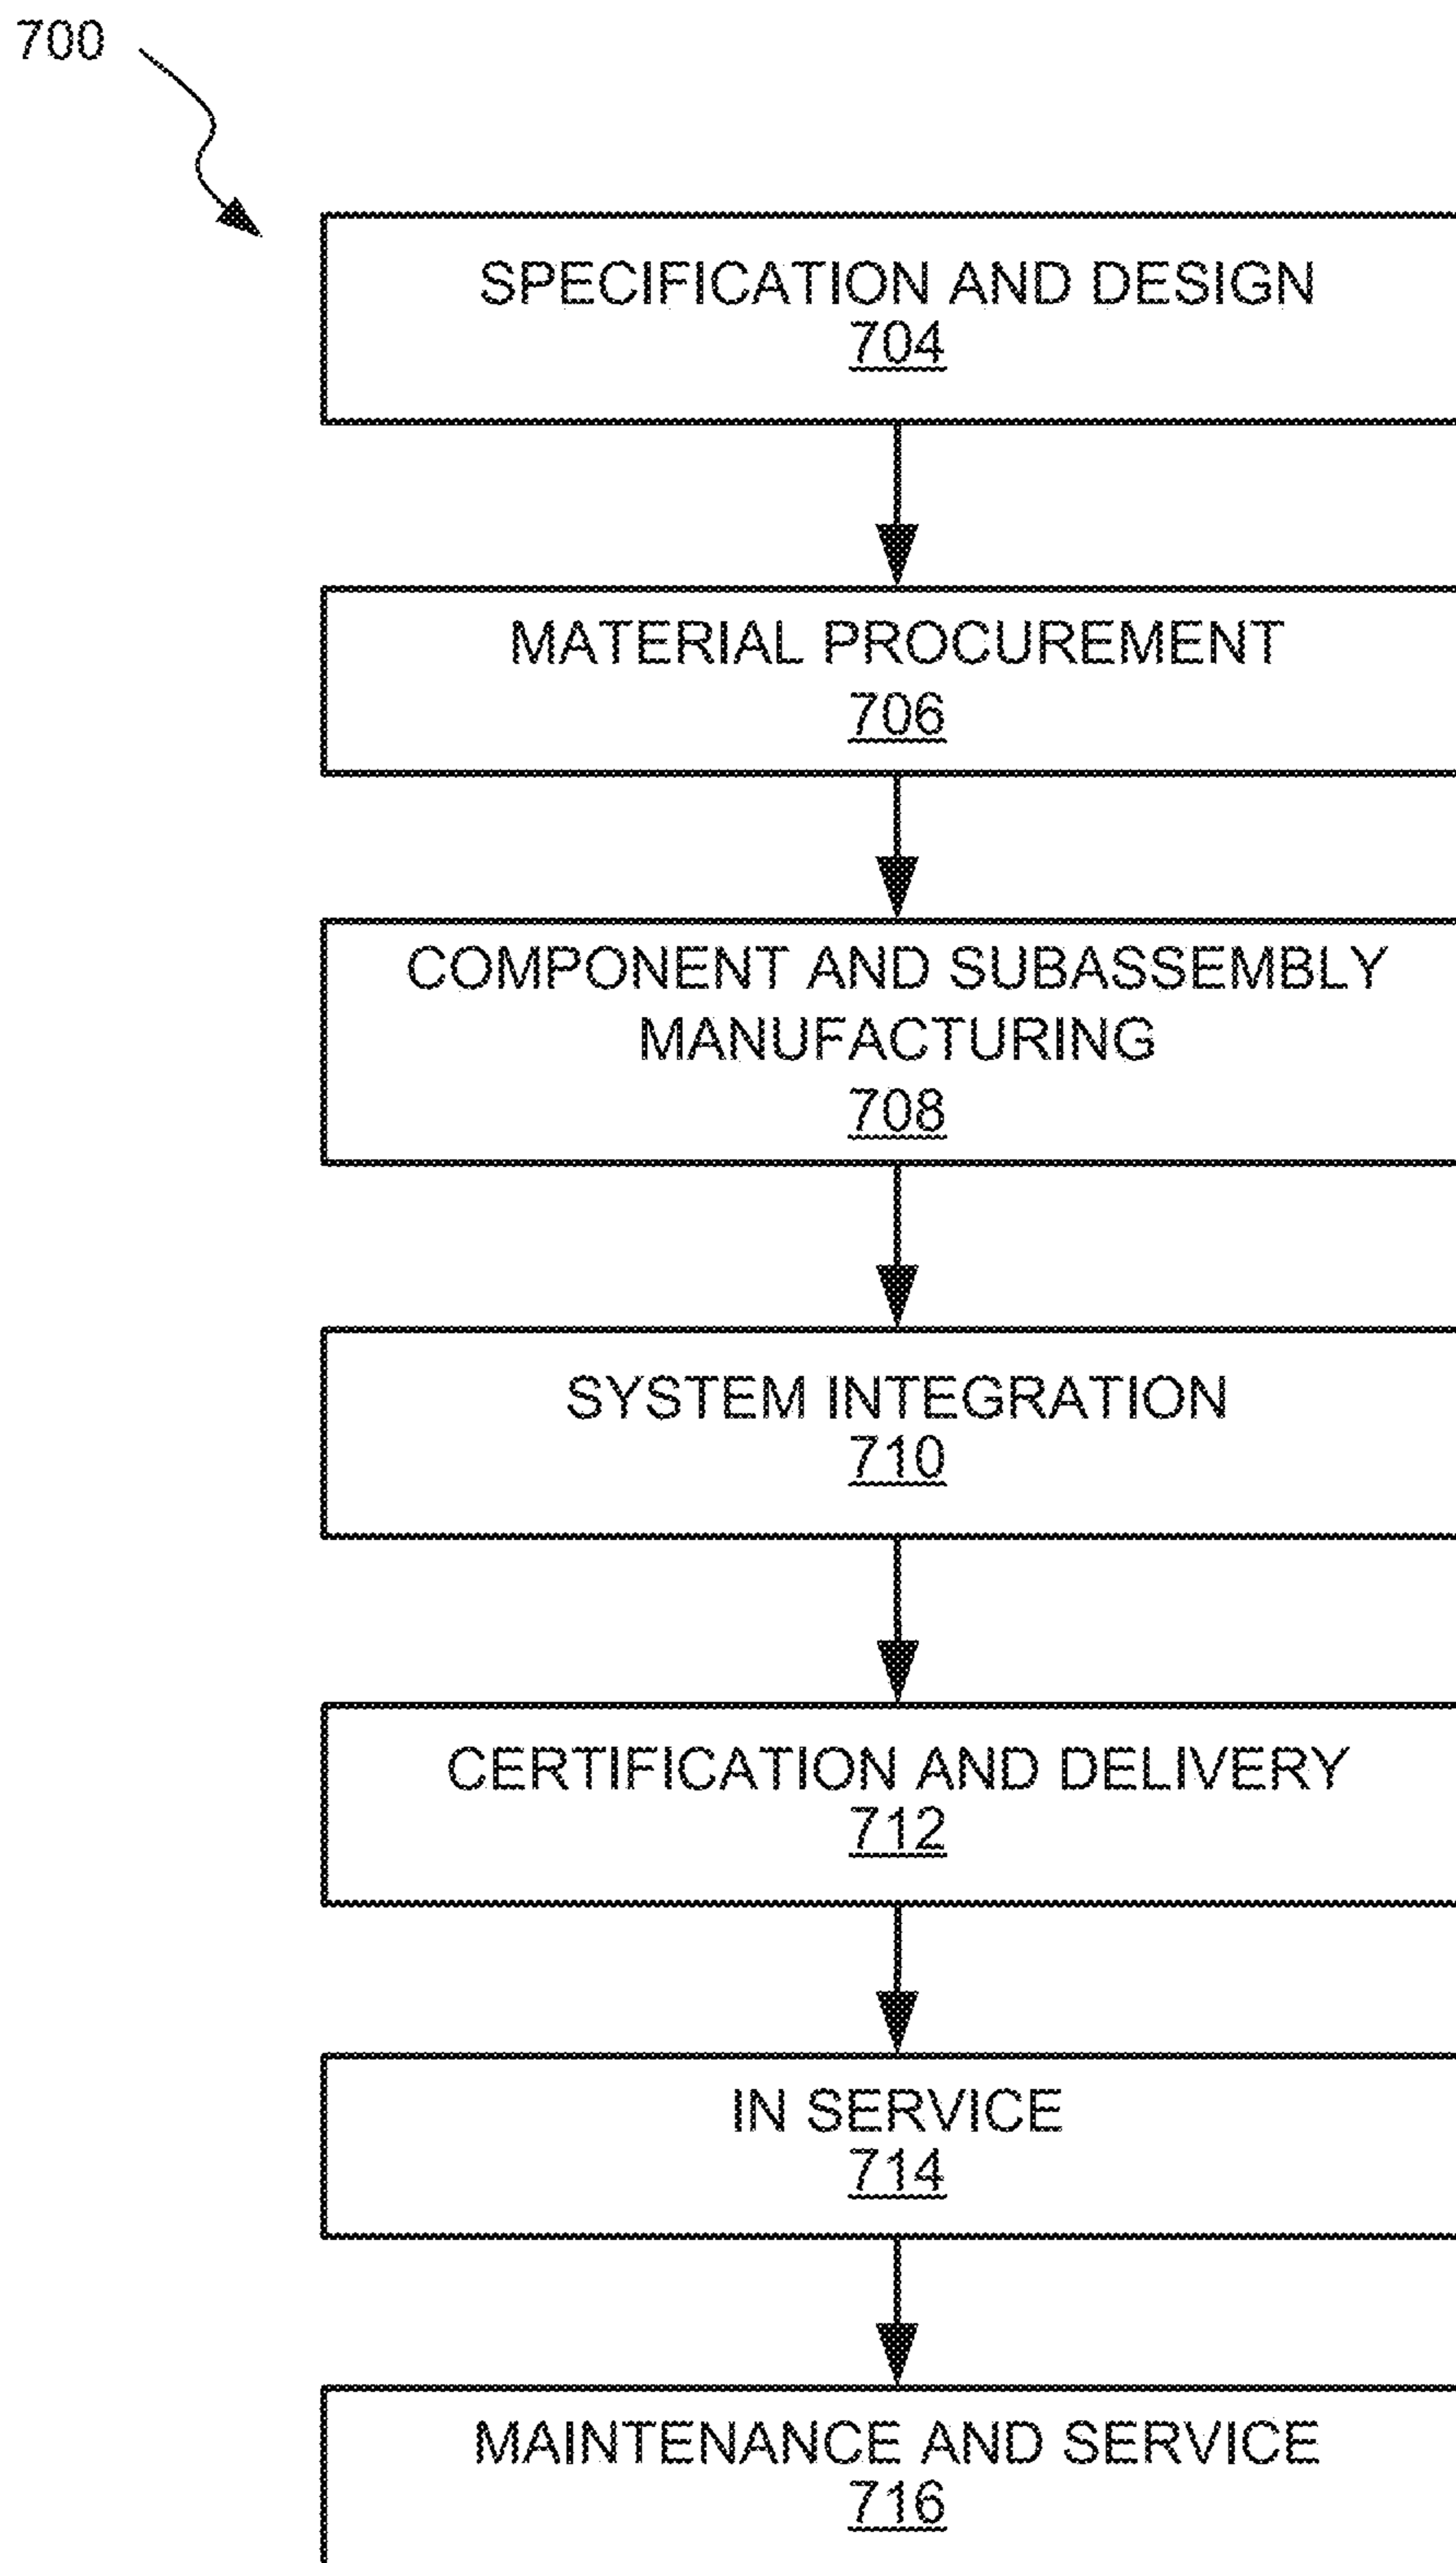 700
SPECIFICATION AND DESIGN
704
MATERIAL PROCUREMENT
706
COMPONENT AND SUBASSEMBLY
MANUFACTURING
708
SYSTEM INTEGRATION
710
CERTIFICATION AND DELIVERY
712
IN SERVICE
714
MAINTENANCE AND SERVICE
716